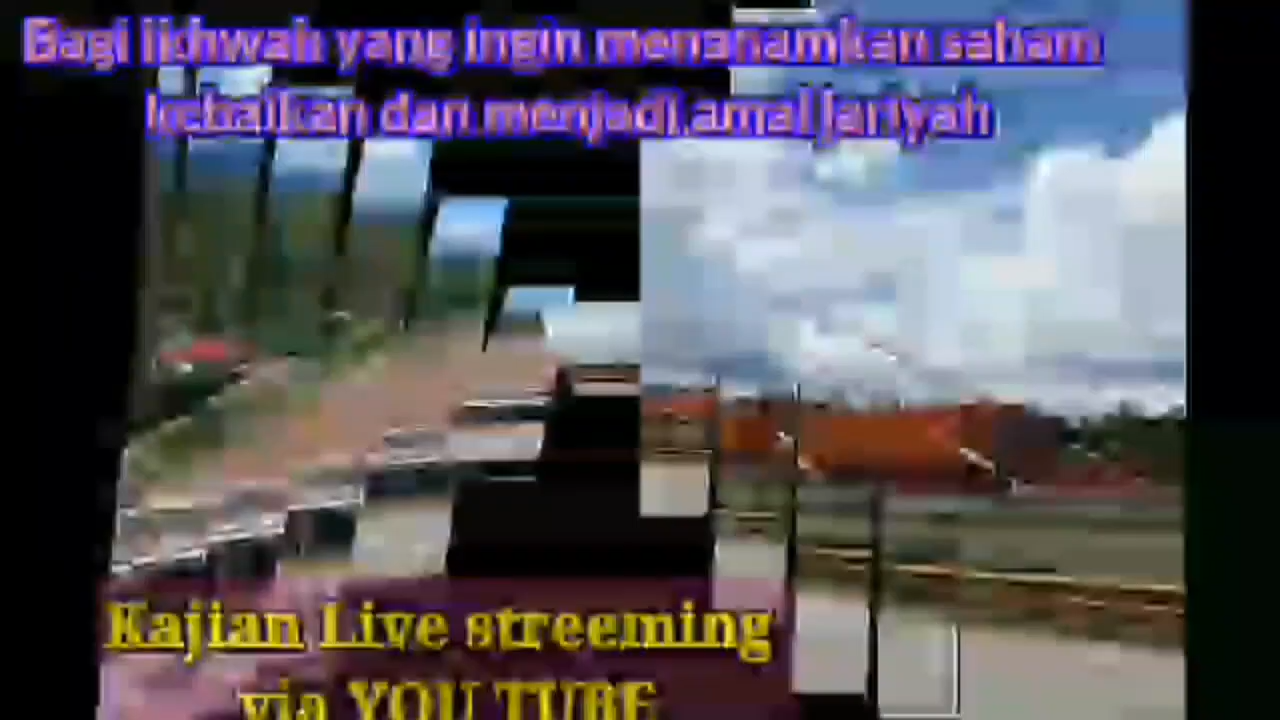 Bagi ikhwah yang ingin menanamkan saham
kebaikan dan menjadi amal jariyah
Kajian Live streeming
via YOU TUBE